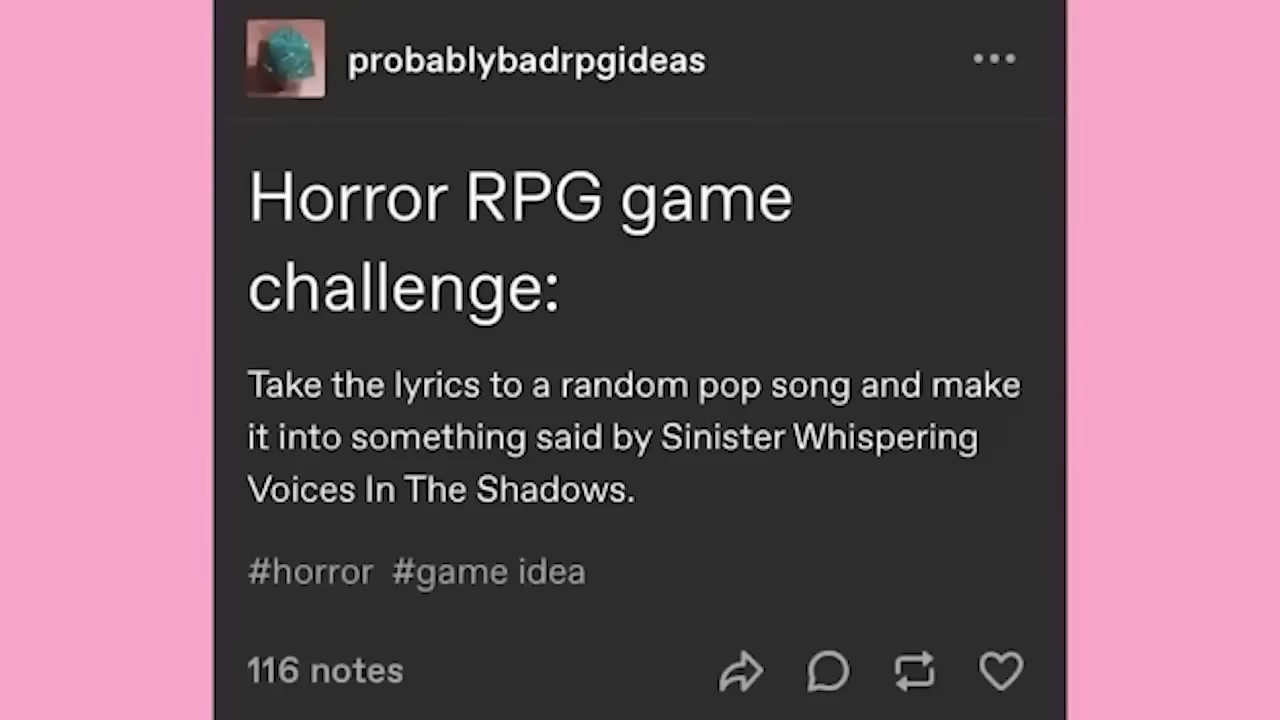 probablybadrpgideas
Horror RPG game
challenge:
Take the lyrics to a random pop song and make
it into something said by Sinister Whispering
Voices In The Shadows.
#horror #game idea
116 notes